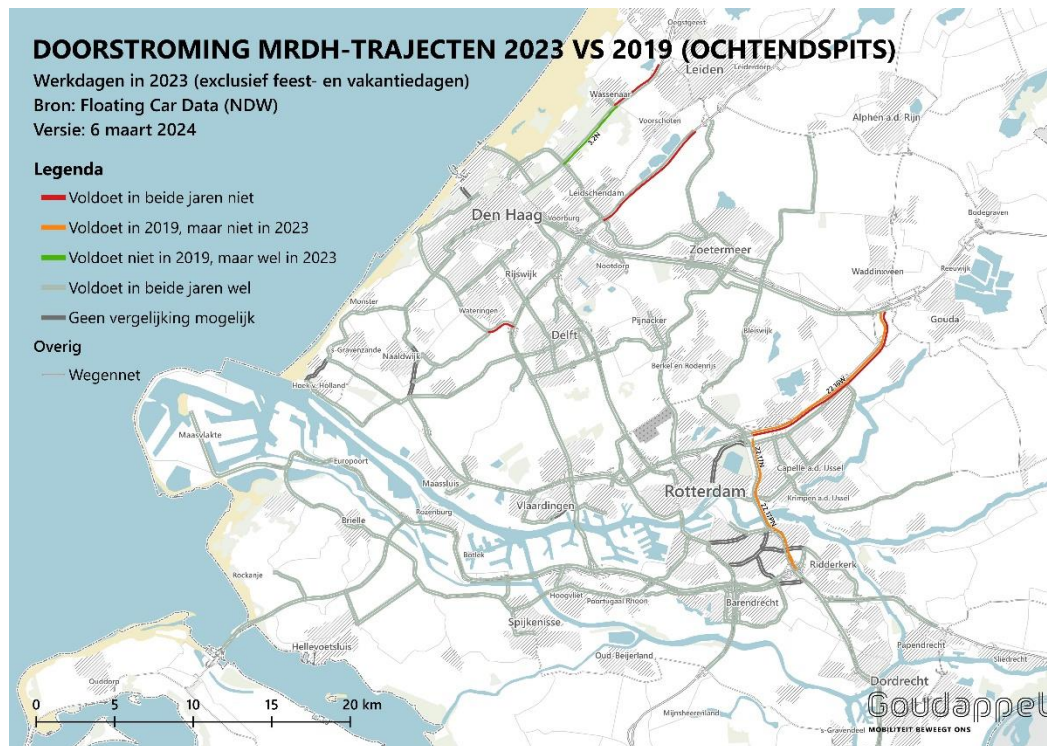 DOORSTROMING MRDH-TRAJECTEN 2023 VS 2019 (OCHTENDSPITS)
Werkdagen in 2023 (exclusief feest- en vakantiedagen)
Bron: Floating Car Data (NDW)
Versie: 6 maart 2024
Legenda
Voldoet in beide jaren niet
Voldoet in 2019, maar niet in 2023
Voldoet niet in 2019, maar wel in 2023
Voldoet in beide jaren wel
Geen vergelijking mogelijk
Overig
Wegennet
Oegstgeest
Leiden
Leiderdorp
Wassenaar
Voorschoten
Alphen a.d. Rijn
3.2N
Leidschendam
Den Haag
Voorburg
Bodegraven
Zoetermeer
Nootdorp
Rijswijk
Waddinxveen
Reeuwijk
Monster
Wateringen
Gouda
Delft
Pijnacker
Bleiswijk
's-Gravenzande
Naaldwijk
Berkel en Rodenrijs
Hoek v. Holland
Maasvlakte
Europoort
Maassluis
Capelle a.d. IJssel
Rotterdam
Krimpen a.d. IJssel
Vlaardingen
Rozenburg
Brielle
Botlek
Ridderkerk
Rockanje
Hoogvliet
Poortugaal
Rhoon
Barendrecht
Spijkenisse
Hellevoetsluis
Papendrecht
Oud-Beijerland
Sliedrecht
Ouddorp
Dordrecht
0 5 10 15 20 km
Mijnsheerenland
's-Gravendeel
Goudappel
MOBILITEIT BEWEEGT ONS